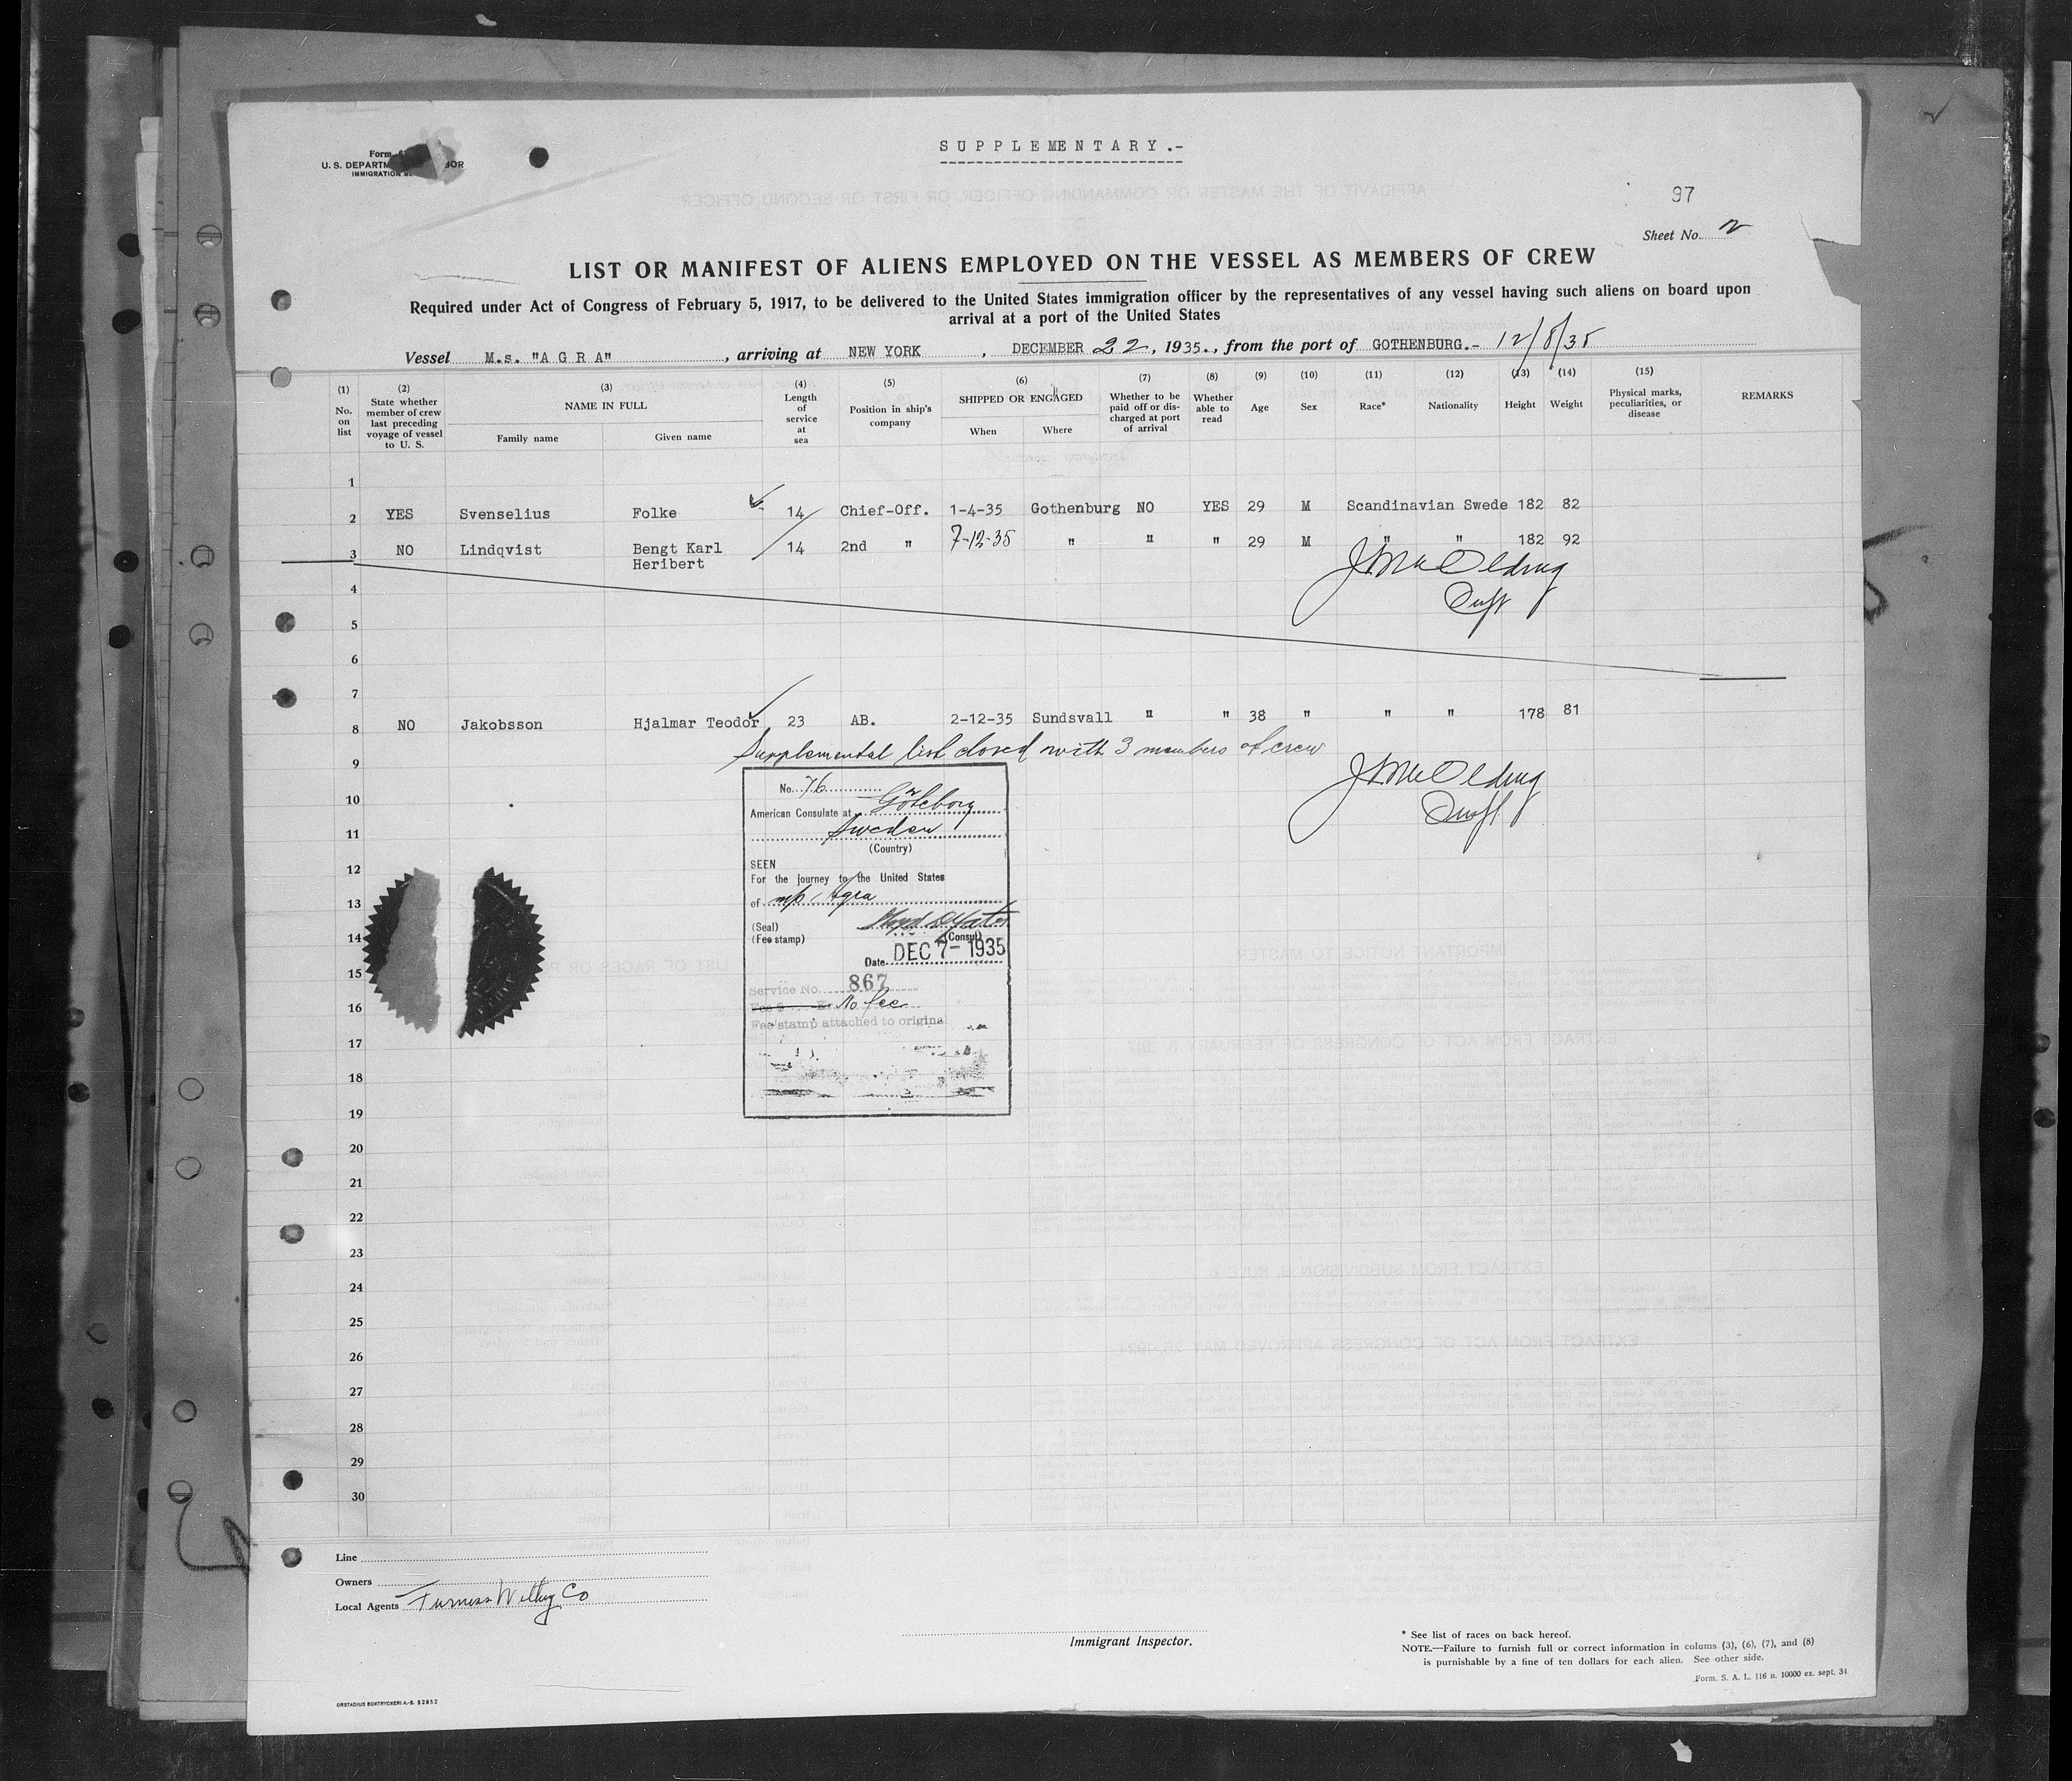 SUPPLEMENTARY.-
Form
U. S. DEPARTM
IMMIGRATION
97
Sheet No. 2
LIST OR MANIFEST OF ALIENS EMPLOYED ON THE VESSEL AS MEMBERS OF CREW
Required under Act of Congress of February 5, 1917, to be delivered to the United States immigration officer by the representatives of any vessel having such aliens on board upon
arrival at a port of the United States
Vessel M.s. "A G R A", arriving at NEW YORK, DECEMBER 22, 1935., from the port of GOTHENBURG.- 12/8/35
(1) No. on list
(2) State whether member of crew last preceding voyage of vessel to U. S.
(3) NAME IN FULL
Family name Given name
(4) Length of service at sea
(5) Position in ship's company
(6) SHIPPED OR ENGAGED
When Where
(7) Whether to be paid off or discharged at port of arrival
(8) Whether able to read
(9) Age
(10) Sex
(11) Race*
(12) Nationality
(13) Height
(14) Weight
(15) Physical marks, peculiarities, or disease
REMARKS
1
2 YES Svenselius Folke 14 Chief-Off. 1-4-35 Gothenburg NO YES 29 M Scandinavian Swede 182 82
3 NO Lindqvist Bengt Karl 14 2nd " 7-12-35 " " " 29 M " " 182 92
Heribert
4
5
6
7
8 NO Jakobsson Hjalmar Teodor 23 AB. 2-12-35 Sundsvall " " 38 " " " 178 81
Supplemental list closed with 3 members of crew
9
10
11
12
13
14
15
16
17
18
19
20
21
22
23
24
25
26
27
28
29
30
No. 76
American Consulate at Göteborg
Sweden
(Country)
SEEN
For the journey to the United States
of m/s Agra
(Seal)
(Fee stamp)
(Consul)
Date DEC 7- 1935
Service No. 867
Fee $ No fee
Fee stamp attached to original
Line
Owners
Local Agents Furness Withy Co
Immigrant Inspector.
* See list of races on back hereof.
NOTE.—Failure to furnish full or correct information in colums (3), (6), (7), and (8)
is punishable by a fine of ten dollars for each alien. See other side.
Form. S. A. L. 116 n. 10000 ex. sept. 34
ORSTADIUS BOKTRYCKERI A.-B. 52852